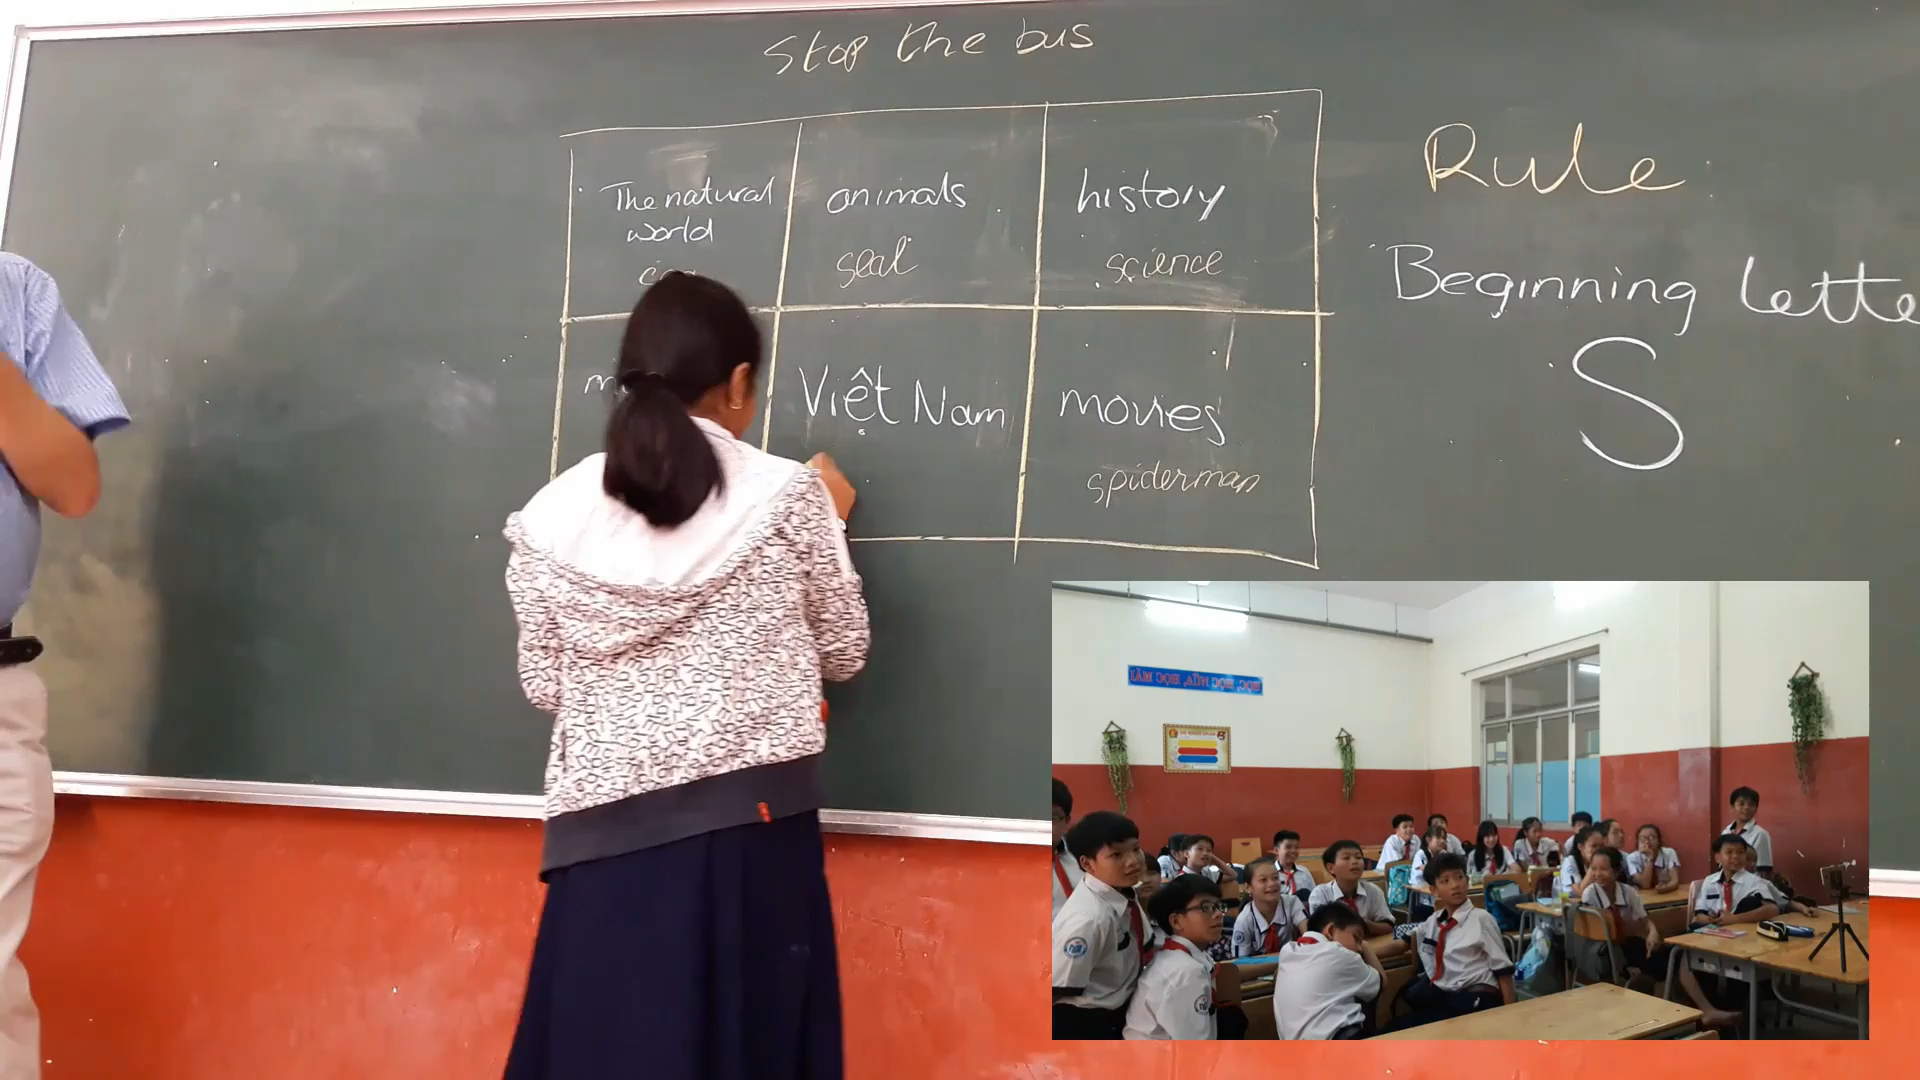 Stop the bus
The natural
world
animals
seal
history
science
Việt Nam
movies
spiderman
Rule
Beginning lette
S